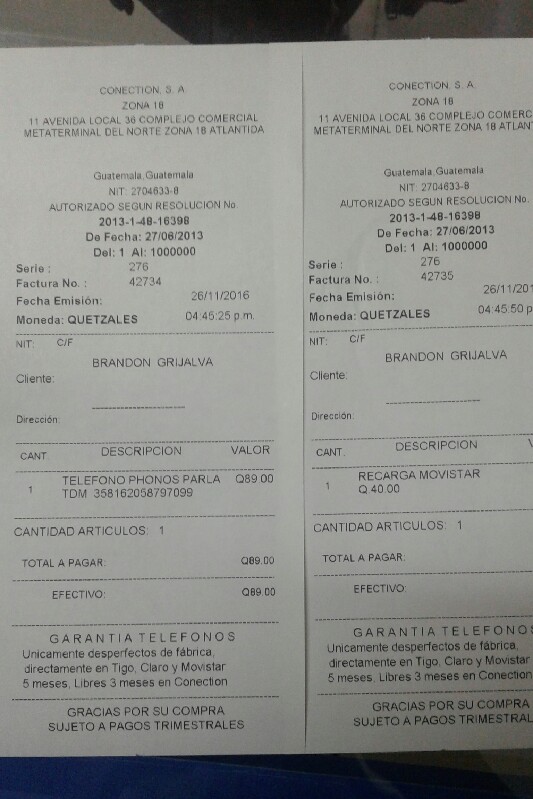 CONECTION, S. A
ZONA 18
11 AVENIDA LOCAL 36 COMPLEJO COMERCIAL
METATERMINAL DEL NORTE ZONA 18 ATLANTIDA
Guatemala, Guatemala
NIT: 2704633-8
AUTORIZADO SEGUN RESOLUCION No.
2013-1-48-16398
De Fecha: 27/06/2013
Del: 1 Al: 1000000
Serie : 276
Factura No. : 42734
Fecha Emisión: 26/11/2016
Moneda: QUETZALES 04:45:25 p.m.
NIT: C/F
BRANDON GRIJALVA
Cliente:
Dirección:
CANT. DESCRIPCION VALOR
1 TELEFONO PHONOS PARLA Q89.00
TDM 358162058797099
CANTIDAD ARTICULOS: 1
TOTAL A PAGAR: Q89.00
EFECTIVO: Q89.00
GARANTIA TELEFONOS
Unicamente desperfectos de fábrica,
directamente en Tigo, Claro y Movistar
5 meses, Libres 3 meses en Conection
GRACIAS POR SU COMPRA
SUJETO A PAGOS TRIMESTRALES
CONECTION, S. A.
ZONA 18
11 AVENIDA LOCAL 36 COMPLEJO COMERC
METATERMINAL DEL NORTE ZONA 18 ATLANT
Guatemala, Guatemala
NIT: 2704633-8
AUTORIZADO SEGUN RESOLUCION No.
2013-1-48-16398
De Fecha: 27/06/2013
Del: 1 Al: 1000000
Serie : 276
Factura No. : 42735
Fecha Emisión: 26/11/201
Moneda: QUETZALES 04:45:50 p.m
NIT: C/F
BRANDON GRIJALVA
Cliente:
Dirección:
CANT. DESCRIPCION V
1 RECARGA MOVISTAR
Q.40.00
CANTIDAD ARTICULOS: 1
TOTAL A PAGAR:
EFECTIVO:
GARANTIA TELEFONOS
Unicamente desperfectos de fábrica,
directamente en Tigo, Claro y Movistar
5 meses, Libres 3 meses en Conection
GRACIAS POR SU COMPRA
SUJETO A PAGOS TRIMESTRAL